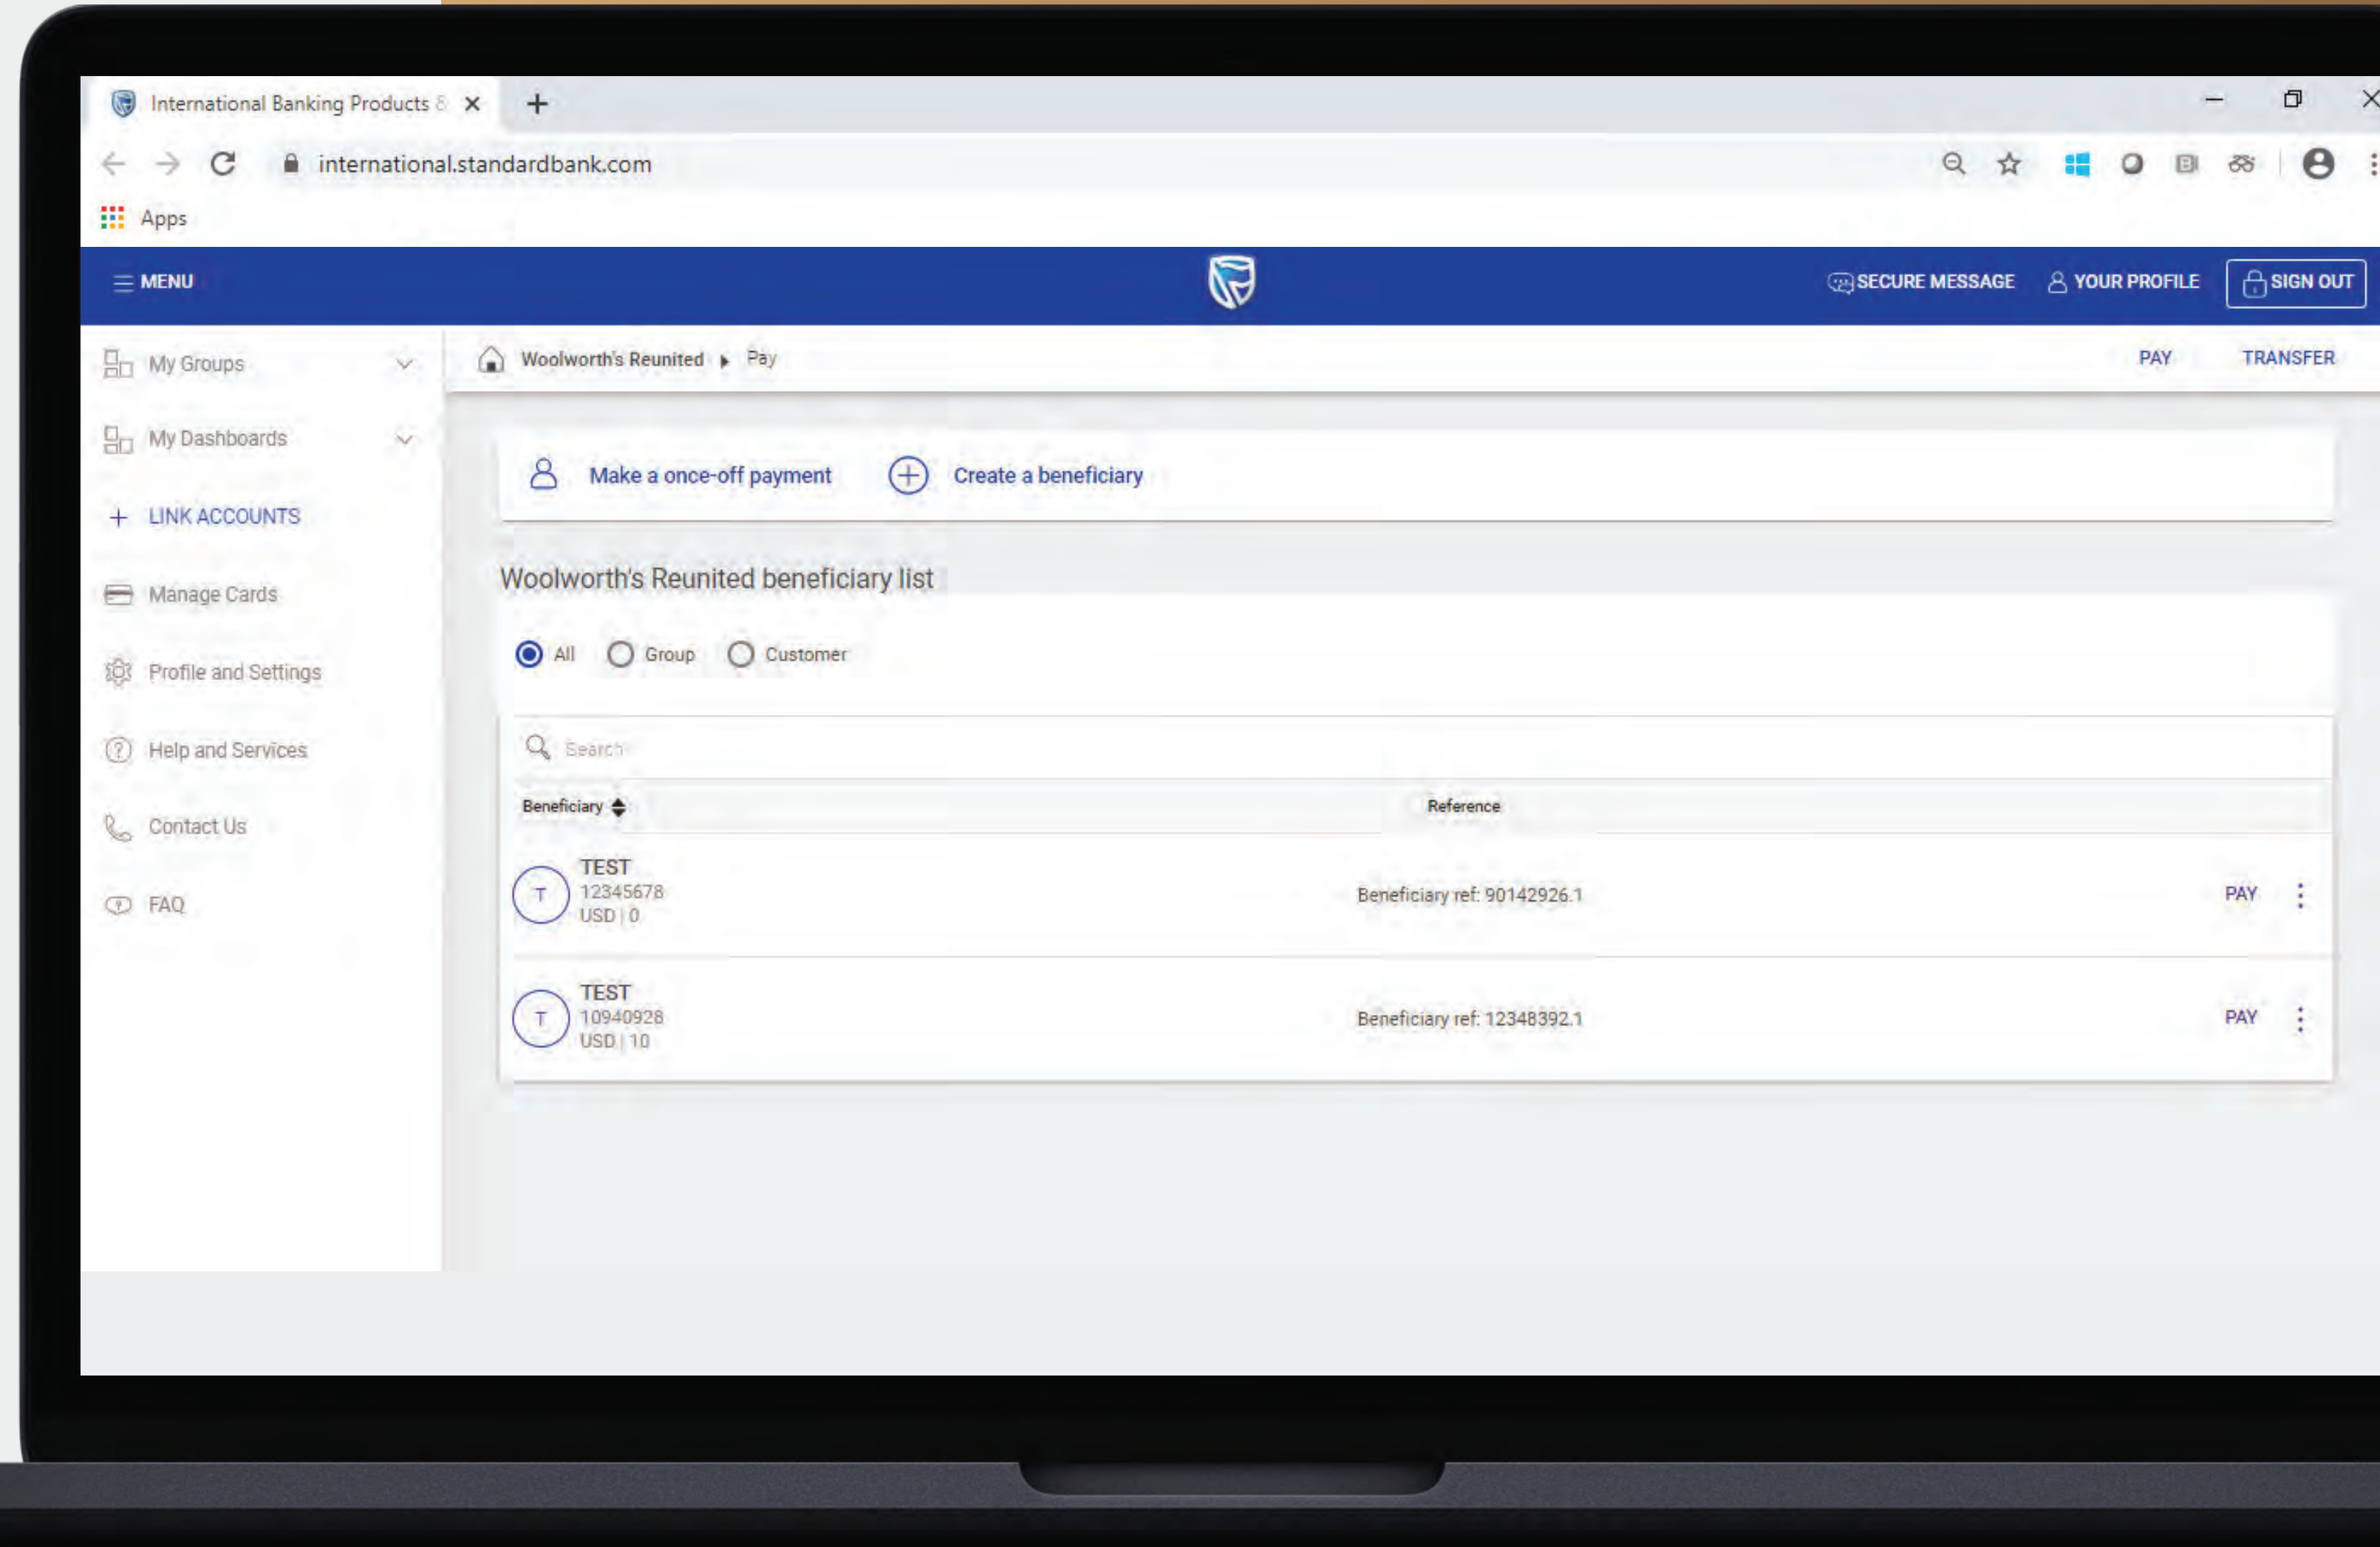 International Banking Products &
international.standardbank.com
Apps
MENU
SECURE MESSAGE
YOUR PROFILE
SIGN OUT
My Groups
My Dashboards
LINK ACCOUNTS
Manage Cards
Profile and Settings
Help and Services
Contact Us
FAQ
Woolworth's Reunited Pay
PAY
TRANSFER
Make a once-off payment
Create a beneficiary
Woolworth's Reunited beneficiary list
All
Group
Customer
Search
Beneficiary
Reference
T
TEST
12345678
USD | 0
Beneficiary ref: 90142926.1
PAY
T
TEST
10940928
USD | 10
Beneficiary ref: 12348392.1
PAY